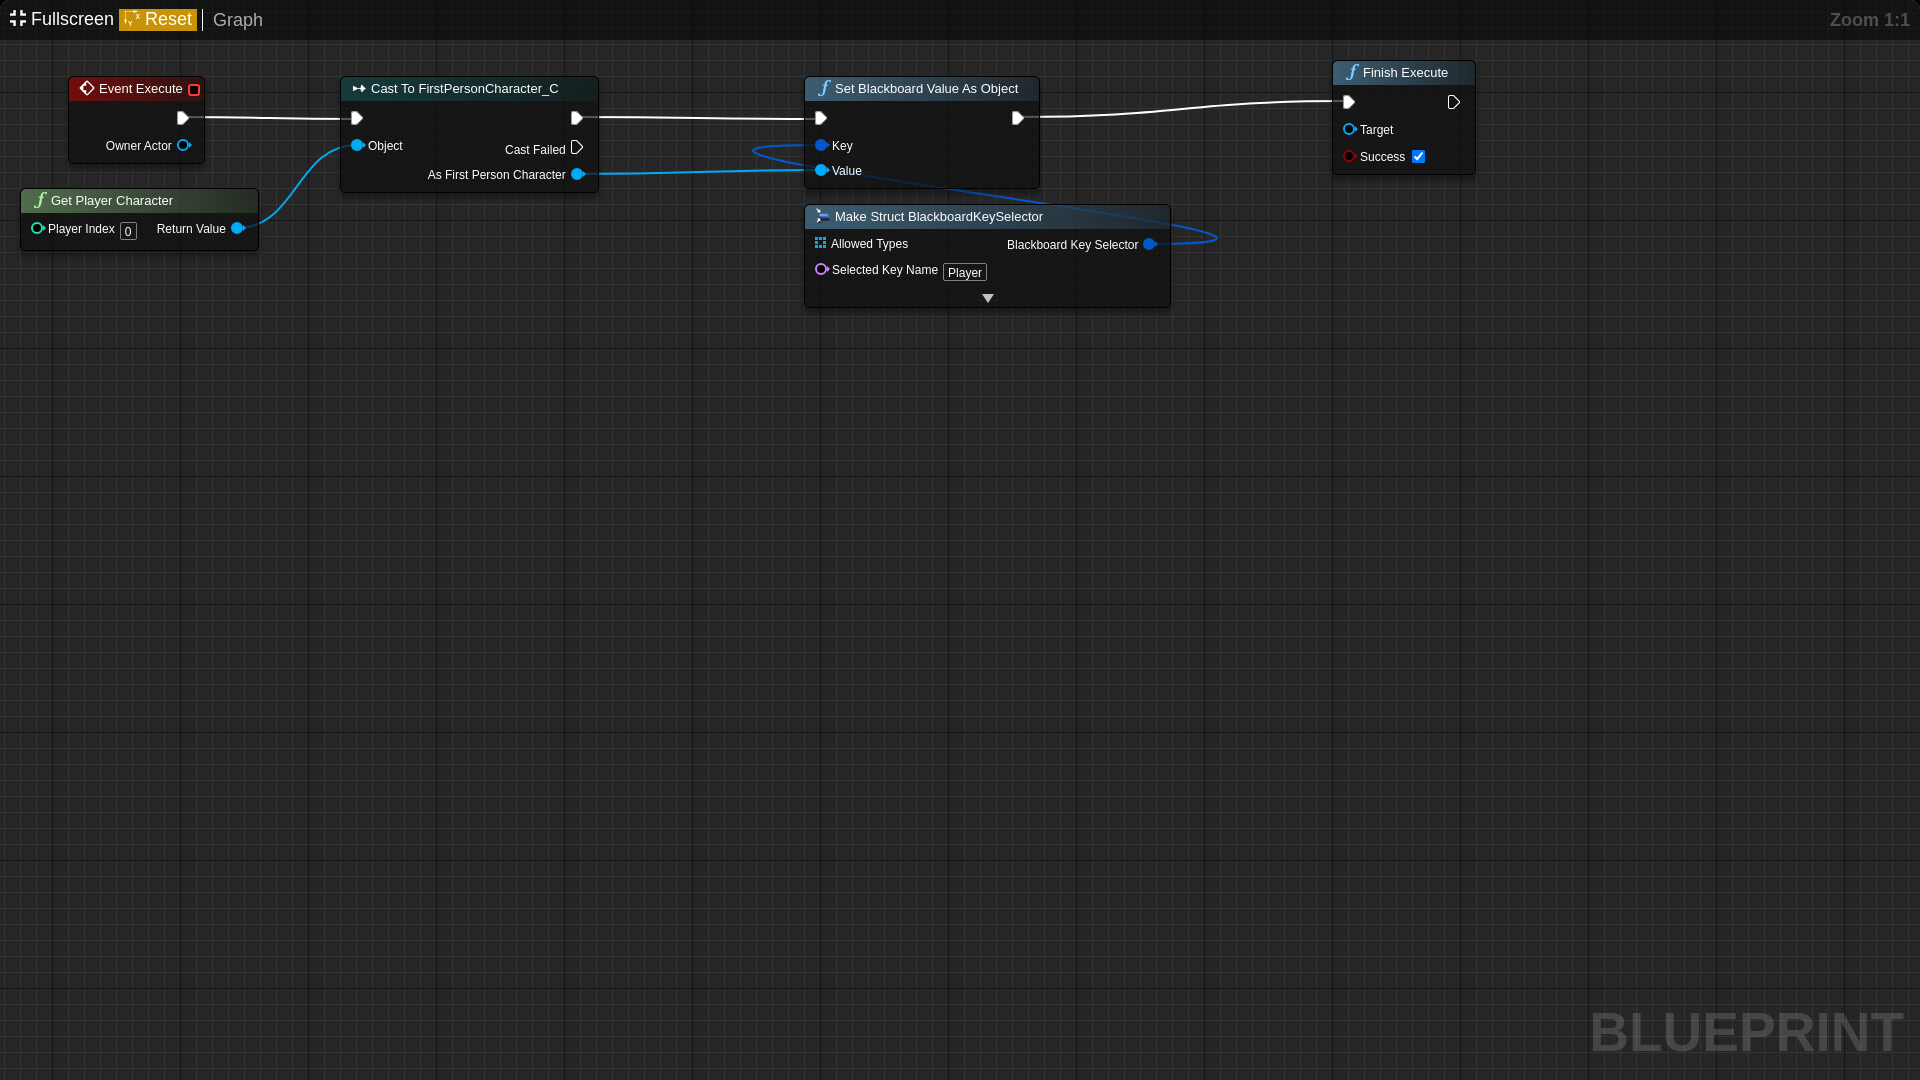 Fullscreen Reset Graph Zoom 1:1
Event Execute
Owner Actor
Get Player Character
Player Index 0 Return Value
Cast To FirstPersonCharacter_C
Object
Cast Failed
As First Person Character
Set Blackboard Value As Object
Key
Value
Make Struct BlackboardKeySelector
Allowed Types Blackboard Key Selector
Selected Key Name Player
Finish Execute
Target
Success
BLUEPRINT